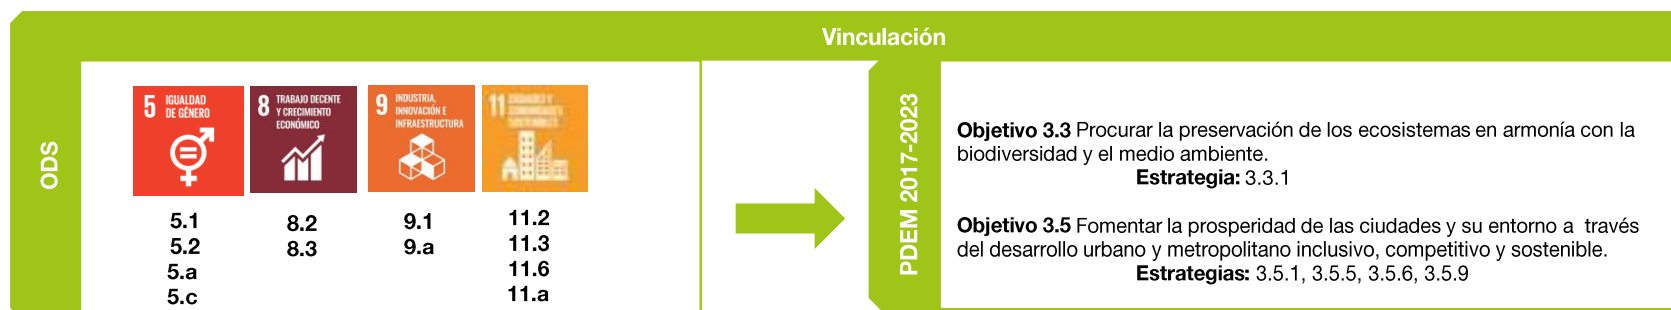 Vinculación
ODS
5 IGUALDAD
DE GÉNERO
8 TRABAJO DECENTE
Y CRECIMIENTO
ECONÓMICO
9 INDUSTRIA,
INNOVACIÓN E
INFRAESTRUCTURA
11
5.1
5.2
5.a
5.c
8.2
8.3
9.1
9.a
11.2
11.3
11.6
11.a
PDEM 2017-2023
Objetivo 3.3 Procurar la preservación de los ecosistemas en armonía con la
biodiversidad y el medio ambiente.
Estrategia: 3.3.1
Objetivo 3.5 Fomentar la prosperidad de las ciudades y su entorno a través
del desarrollo urbano y metropolitano inclusivo, competitivo y sostenible.
Estrategias: 3.5.1, 3.5.5, 3.5.6, 3.5.9